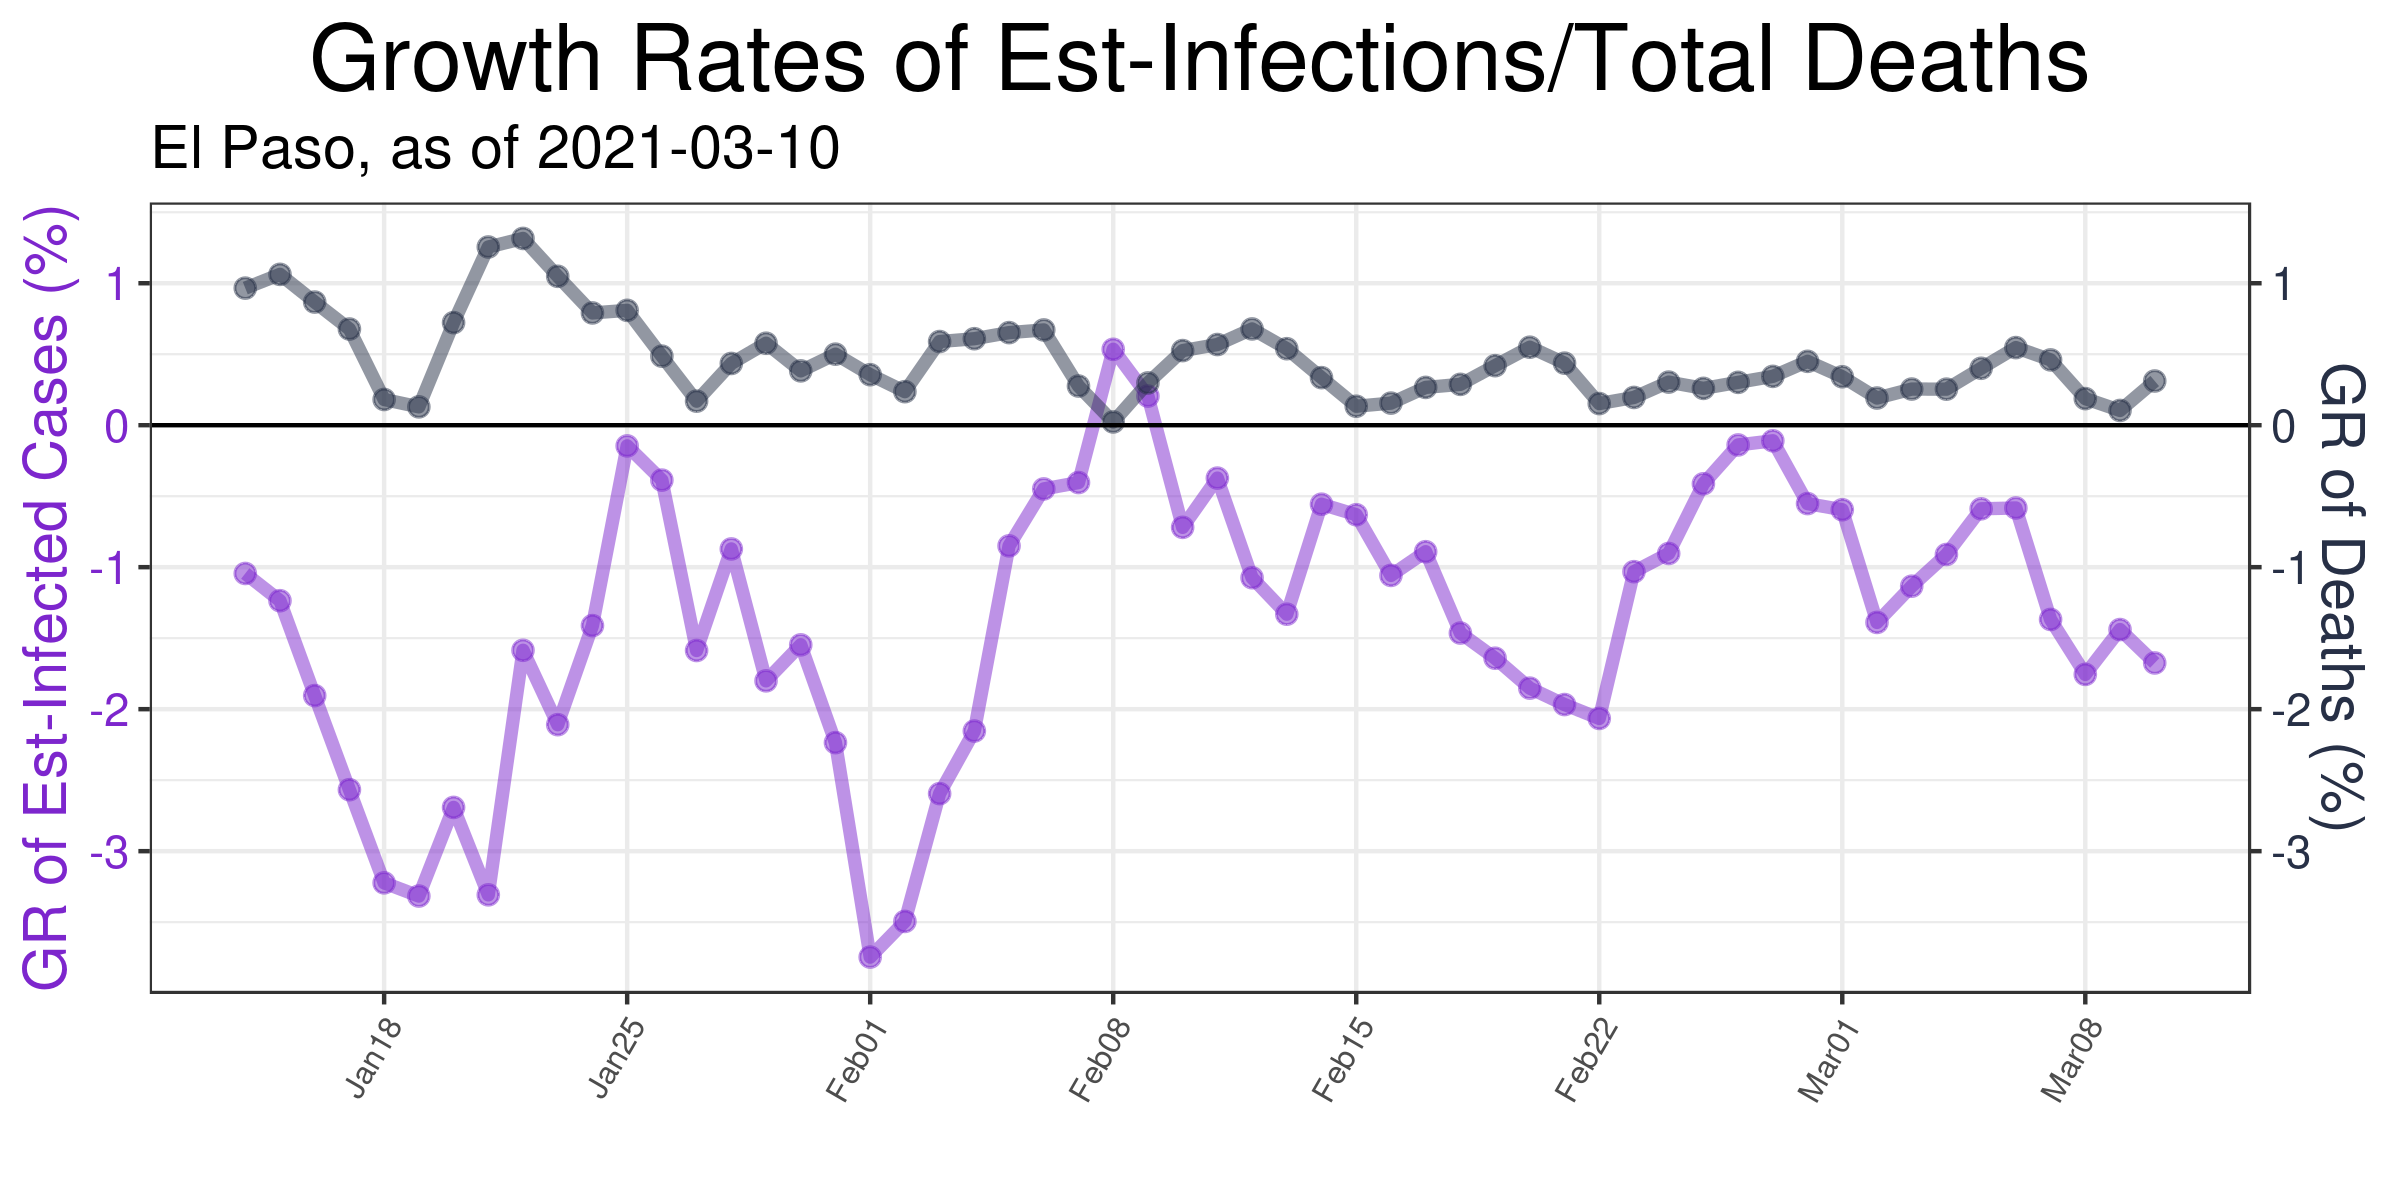 Growth Rates of Est-Infections/Total Deaths
El Paso, as of 2021-03-10
GR of Est-Infected Cases (%)
1
0
-1
-2
-3
1
0
-1
-2
-3
GR of Deaths (%)
Jan18
Jan25
Feb01
Feb08
Feb15
Feb22
Mar01
Mar08